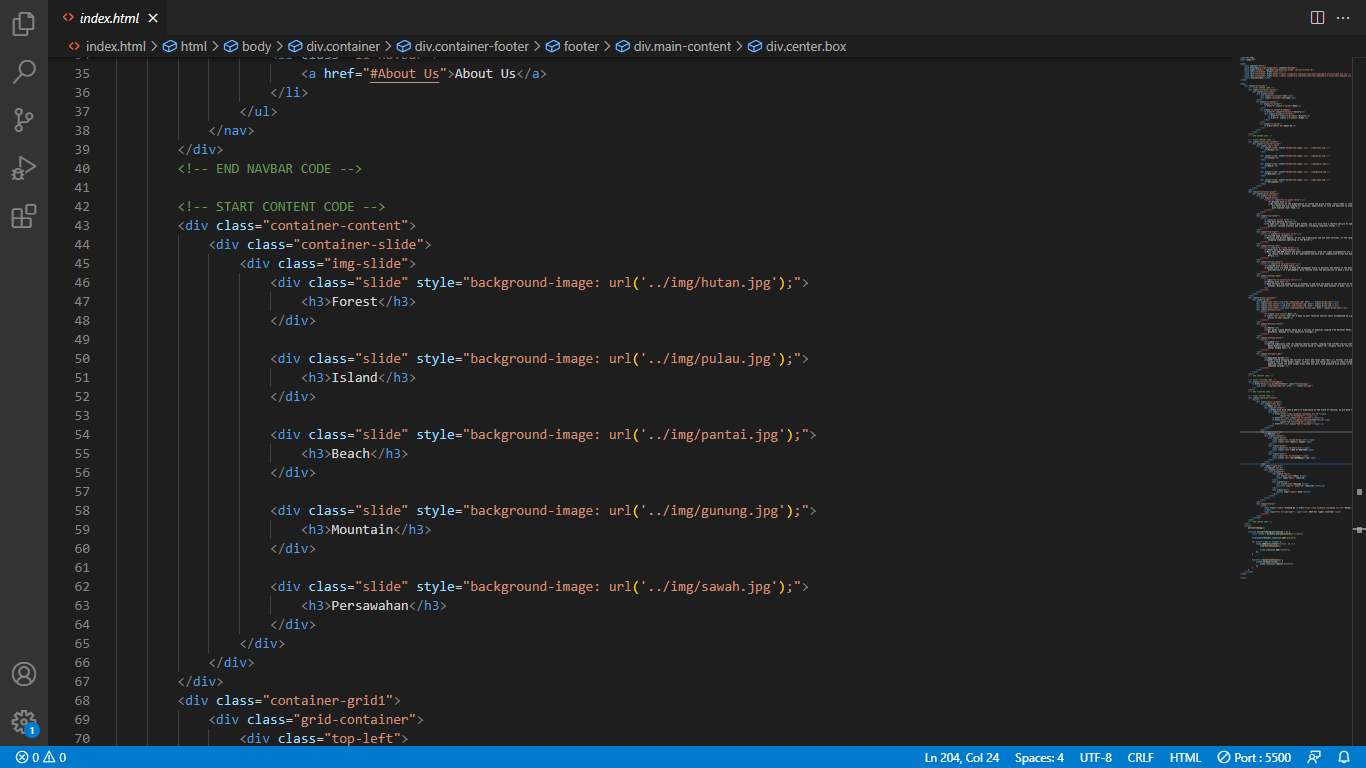 index.html
index.html > html > body > div.container > div.container-footer > footer > div.main-content > div.center.box
35 <a href="#About Us">About Us</a>
36 </li>
37 </ul>
38 </nav>
39 </div>
40 <!-- END NAVBAR CODE -->
41
42 <!-- START CONTENT CODE -->
43 <div class="container-content">
44 <div class="container-slide">
45 <div class="img-slide">
46 <div class="slide" style="background-image: url('../img/hutan.jpg');">
47 <h3>Forest</h3>
48 </div>
49
50 <div class="slide" style="background-image: url('../img/pulau.jpg');">
51 <h3>Island</h3>
52 </div>
53
54 <div class="slide" style="background-image: url('../img/pantai.jpg');">
55 <h3>Beach</h3>
56 </div>
57
58 <div class="slide" style="background-image: url('../img/gunung.jpg');">
59 <h3>Mountain</h3>
60 </div>
61
62 <div class="slide" style="background-image: url('../img/sawah.jpg');">
63 <h3>Persawahan</h3>
64 </div>
65 </div>
66 </div>
67 </div>
68 <div class="container-grid1">
69 <div class="grid-container">
70 <div class="top-left">
1
0 0 Ln 204, Col 24 Spaces: 4 UTF-8 CRLF HTML Port : 5500